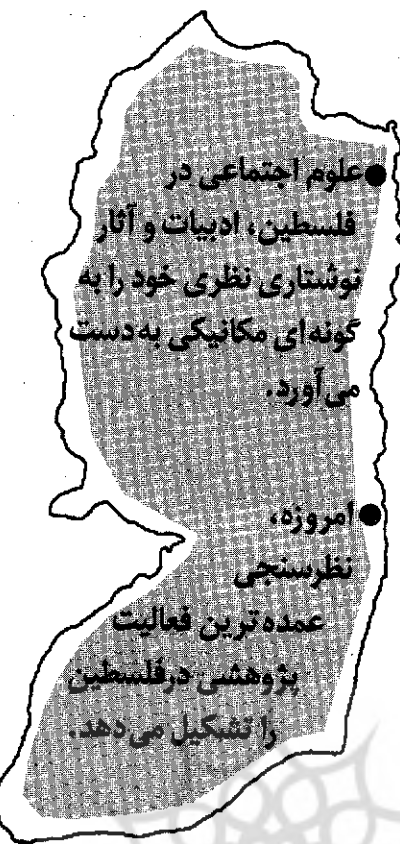 ●علوم اجتماعی در
فلسطین، ادبیات و آثار
نوشتاری نظری خود را به
گونه‌ای مکانیکی به‌دست
می‌آورد.
●امروزه،
نظرسنجی
عمده‌ترین فعالیت
پژوهشی درفلسطین
را تشکیل می‌دهد.